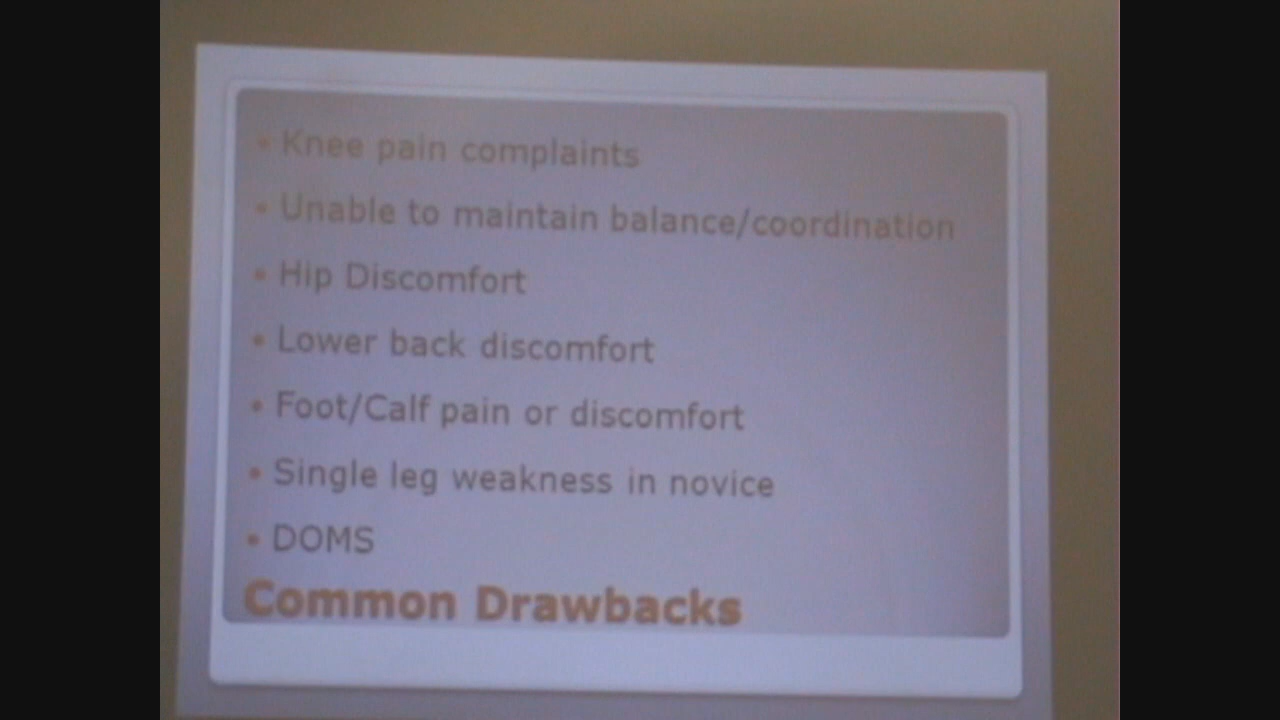 • Knee pain complaints
• Unable to maintain balance/coordination
• Hip Discomfort
• Lower back discomfort
• Foot/Calf pain or discomfort
• Single leg weakness in novice
• DOMS
Common Drawbacks